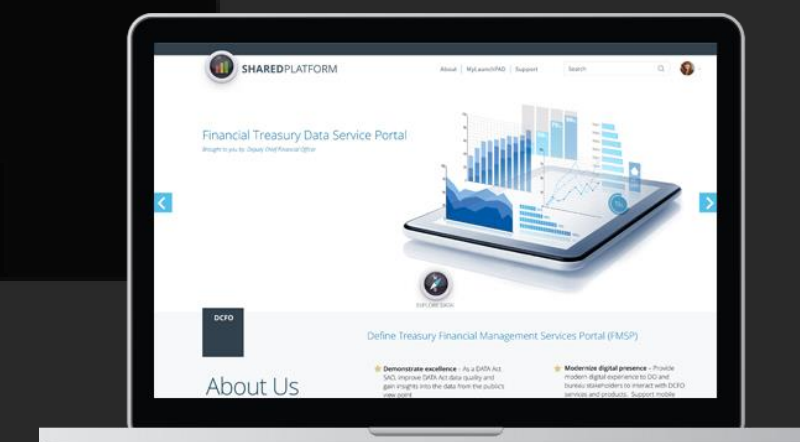 SHAREDPLATFORM
About | MyLaunchPAD | Support
Search
Financial Treasury Data Service Portal
Brought to you by: Deputy Chief Financial Officer
EXPLORE DATA
DCFO
Define Treasury Financial Management Services Portal (FMSP)
About Us
Demonstrate excellence – As a DATA Act
SAO, improve DATA Act data quality and
gain insights into the data from the public's
view point
Modernize digital presence – Provide
modern digital experience to DO and
bureau stakeholders to interact with DCFO
services and products. Support mobile